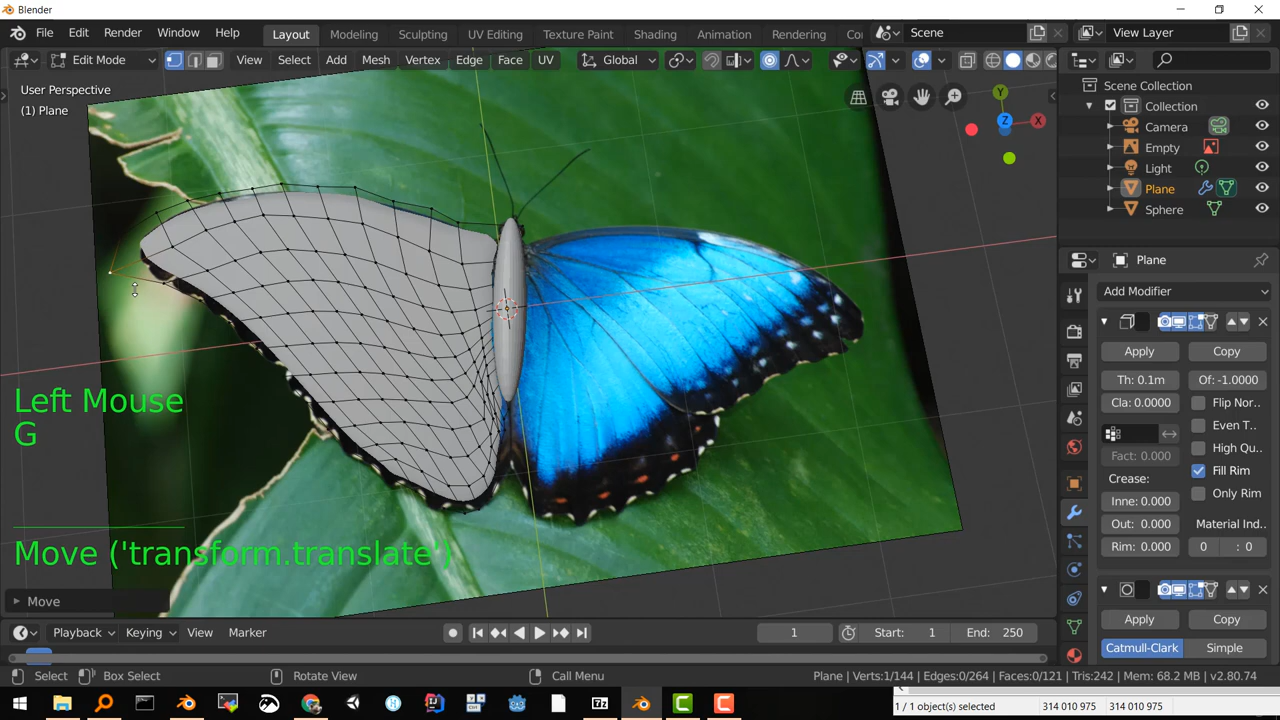 Blender
File Edit Render Window Help
Layout Modeling Sculpting UV Editing Texture Paint Shading Animation Rendering Co
Scene
View Layer
Edit Mode
View Select Add Mesh Vertex Edge Face UV
Global
User Perspective
(1) Plane
Y
Z
X
Scene Collection
Collection
Camera
Empty
Light
Plane
Sphere
Plane
Add Modifier
Apply Copy
Th: 0.1m Of: -1.0000
Cla: 0.0000 Flip Nor...
Even T...
High Qu...
Fact: 0.000
Crease: Fill Rim
Inne: 0.000 Only Rim
Out: 0.000 Material Ind...
Rim: 0.000 0 : 0
Apply Copy
Catmull-Clark Simple
Left Mouse
G
Move ('transform.translate')
Move
Playback Keying View Marker
1
Start: 1 End: 250
Select Box Select Rotate View Call Menu
Plane | Verts:1/144 | Edges:0/264 | Faces:0/121 | Tris:242 | Mem: 68.2 MB | v2.80.74
1 / 1 object(s) selected 314 010 975 314 010 975